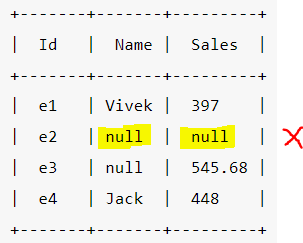 +-------+-------+---------+
| Id | Name | Sales |
+-------+-------+---------+
| e1 | Vivek | 397 |
| e2 | null | null | X
| e3 | null | 545.68 |
| e4 | Jack | 448 |
+-------+-------+---------+